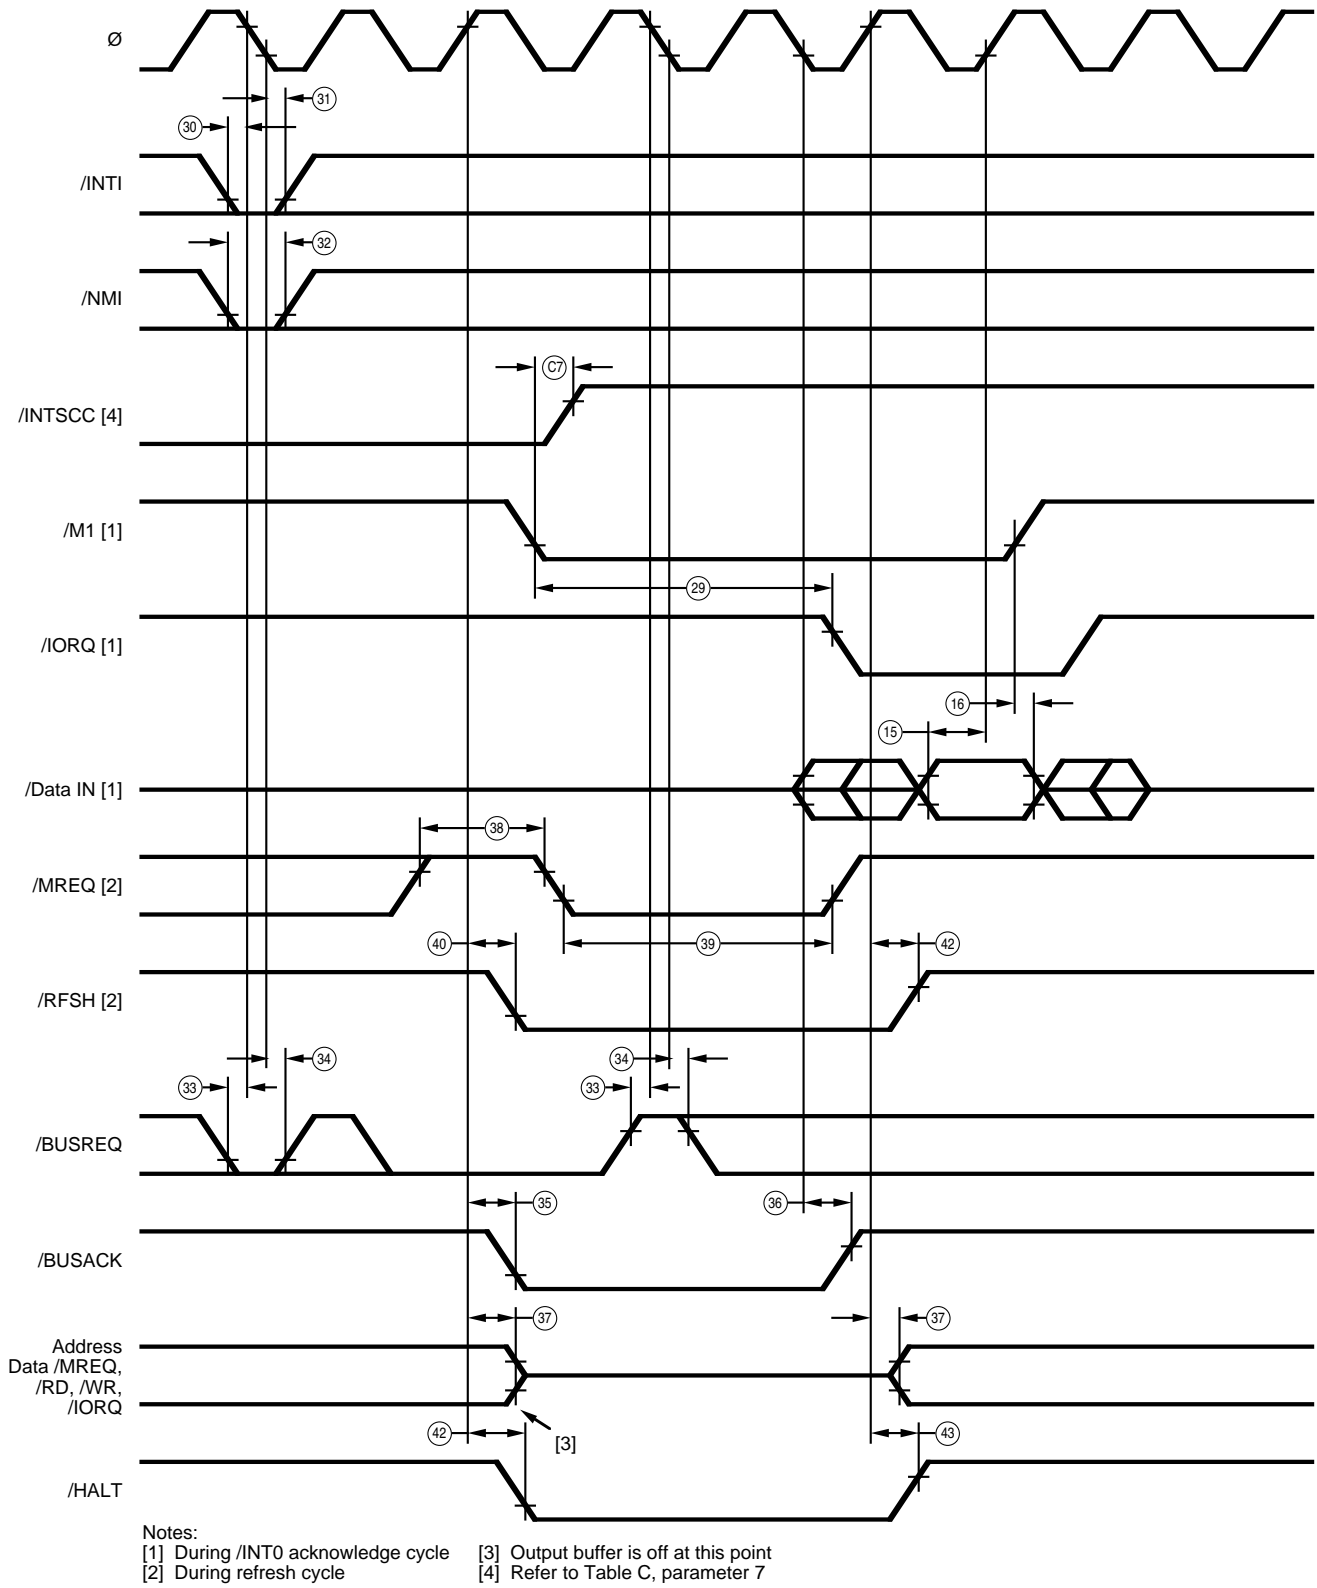 Ø
31
30
/INTI
32
/NMI
C7
/INTSCC [4]
/M1 [1]
29
/IORQ [1]
16
15
/Data IN [1]
38
/MREQ [2]
40
39
42
/RFSH [2]
34
34
33
33
/BUSREQ
35
36
/BUSACK
37
37
Address
Data /MREQ,
/RD, /WR,
/IORQ
42
[3]
43
/HALT
Notes:
[1] During /INT0 acknowledge cycle
[2] During refresh cycle
[3] Output buffer is off at this point
[4] Refer to Table C, parameter 7